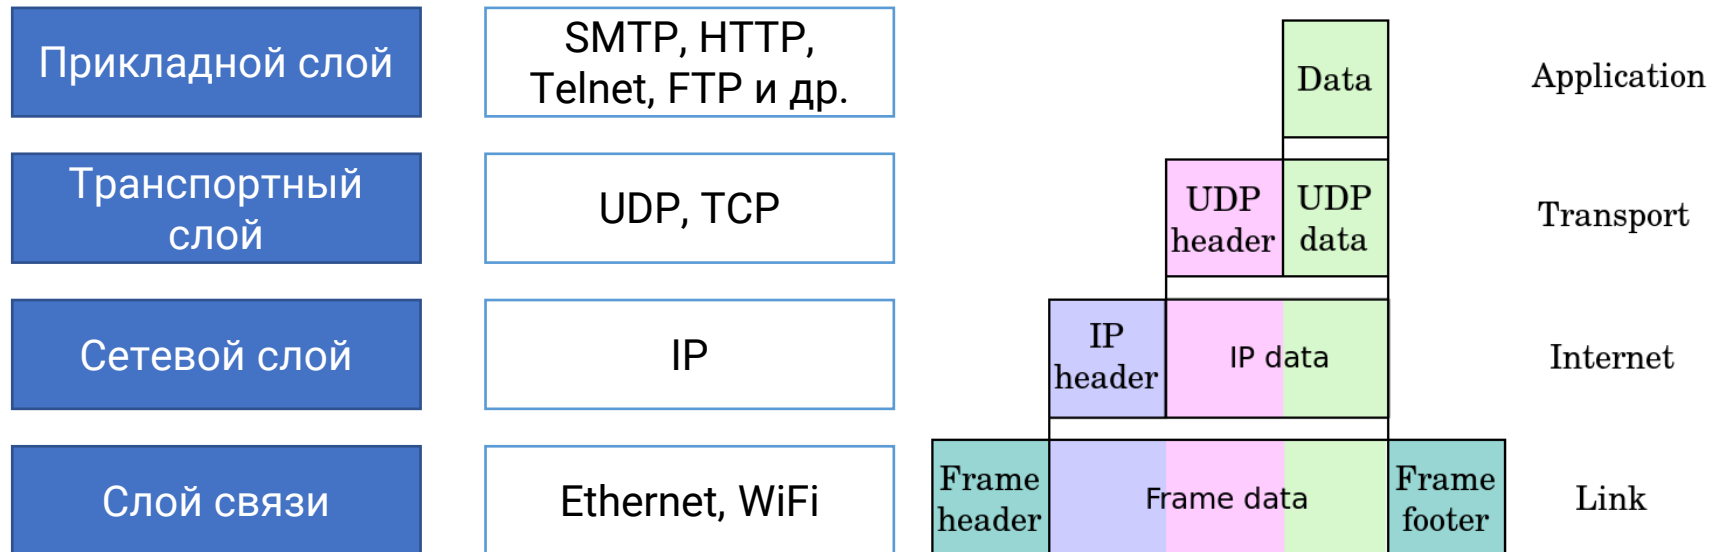 Прикладной слой
SMTP, HTTP,
Telnet, FTP и др.
Data
Application
Транспортный
слой
UDP, TCP
UDP
header
UDP
data
Transport
Сетевой слой
IP
IP
header
IP data
Internet
Слой связи
Ethernet, WiFi
Frame
header
Frame data
Frame
footer
Link